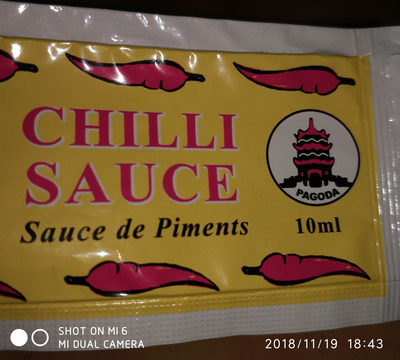 CHILLI
SAUCE
Sauce de Piments
PAGODA
10ml
SHOT ON MI 6
MI DUAL CAMERA
2018/11/19 18:43